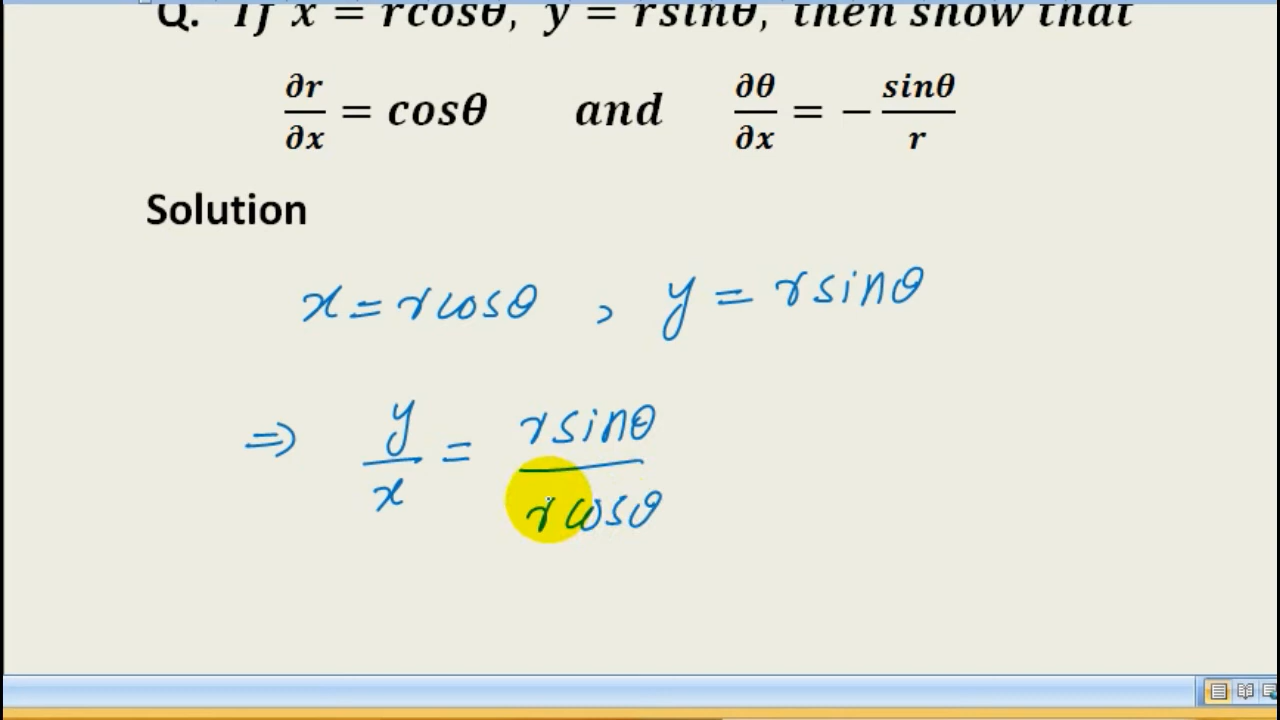 Q. If x = rcosθ, y = rsinθ, then show that
∂r/∂x = cosθ and ∂θ/∂x = − sinθ/r
Solution
x = rcosθ , y = rsinθ
⇒ y/x = rsinθ/rcosθ